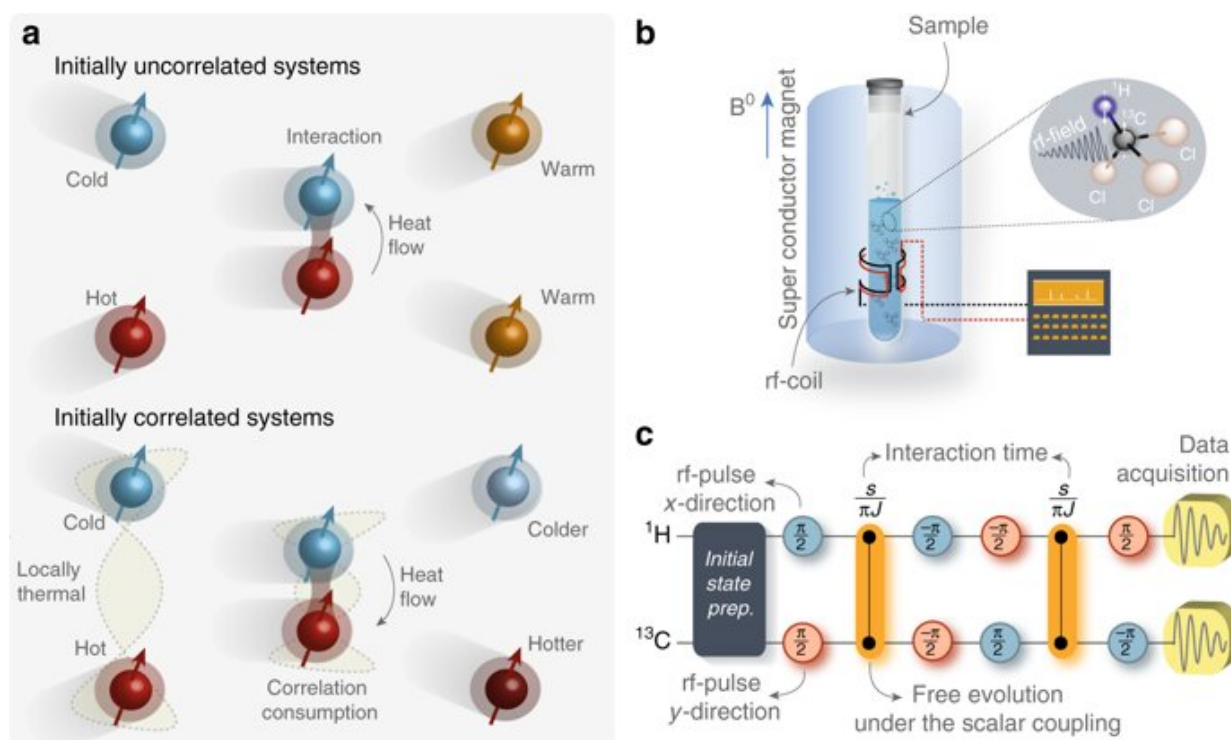 a
Initially uncorrelated systems
Cold
Interaction
Warm
Heat
flow
Hot
Warm
Initially correlated systems
Cold
Colder
Locally
thermal
Heat
flow
Hot
Hotter
Correlation
consumption
b
Sample
B⁰
Super conductor magnet
¹H
¹³C
rf-field
Cl
Cl
Cl
rf-coil
c
Interaction time
Data
acquisition
rf-pulse
x-direction
s/πJ
s/πJ
¹H
π/2
-π/2
-π/2
π/2
Initial
state
prep.
¹³C
π/2
-π/2
π/2
-π/2
rf-pulse
y-direction
Free evolution
under the scalar coupling